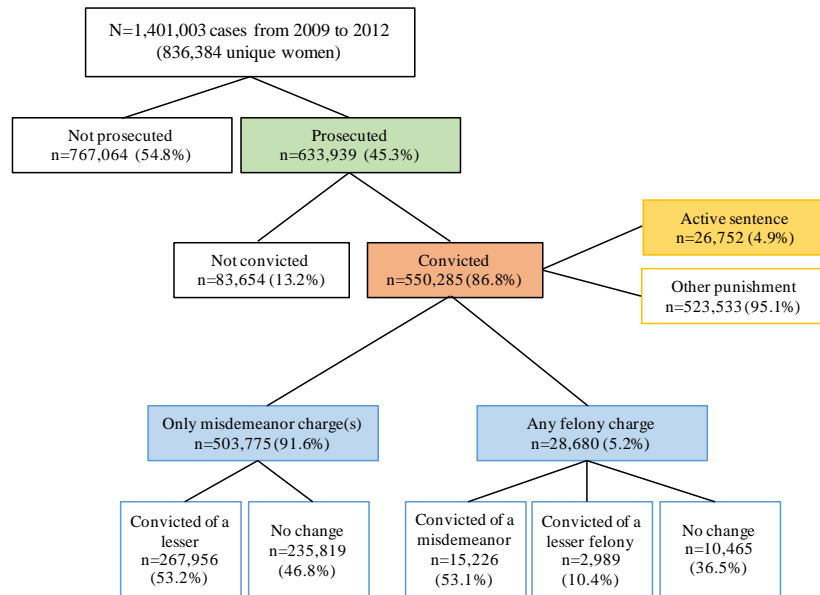 N=1,401,003 cases from 2009 to 2012
(836,384 unique women)
Not prosecuted
n=767,064 (54.8%)
Prosecuted
n=633,939 (45.3%)
Active sentence
n=26,752 (4.9%)
Not convicted
n=83,654 (13.2%)
Convicted
n=550,285 (86.8%)
Other punishment
n=523,533 (95.1%)
Only misdemeanor charge(s)
n=503,775 (91.6%)
Any felony charge
n=28,680 (5.2%)
Convicted of a
lesser
n=267,956
(53.2%)
No change
n=235,819
(46.8%)
Convicted of a
misdemeanor
n=15,226
(53.1%)
Convicted of a
lesser felony
n=2,989
(10.4%)
No change
n=10,465
(36.5%)